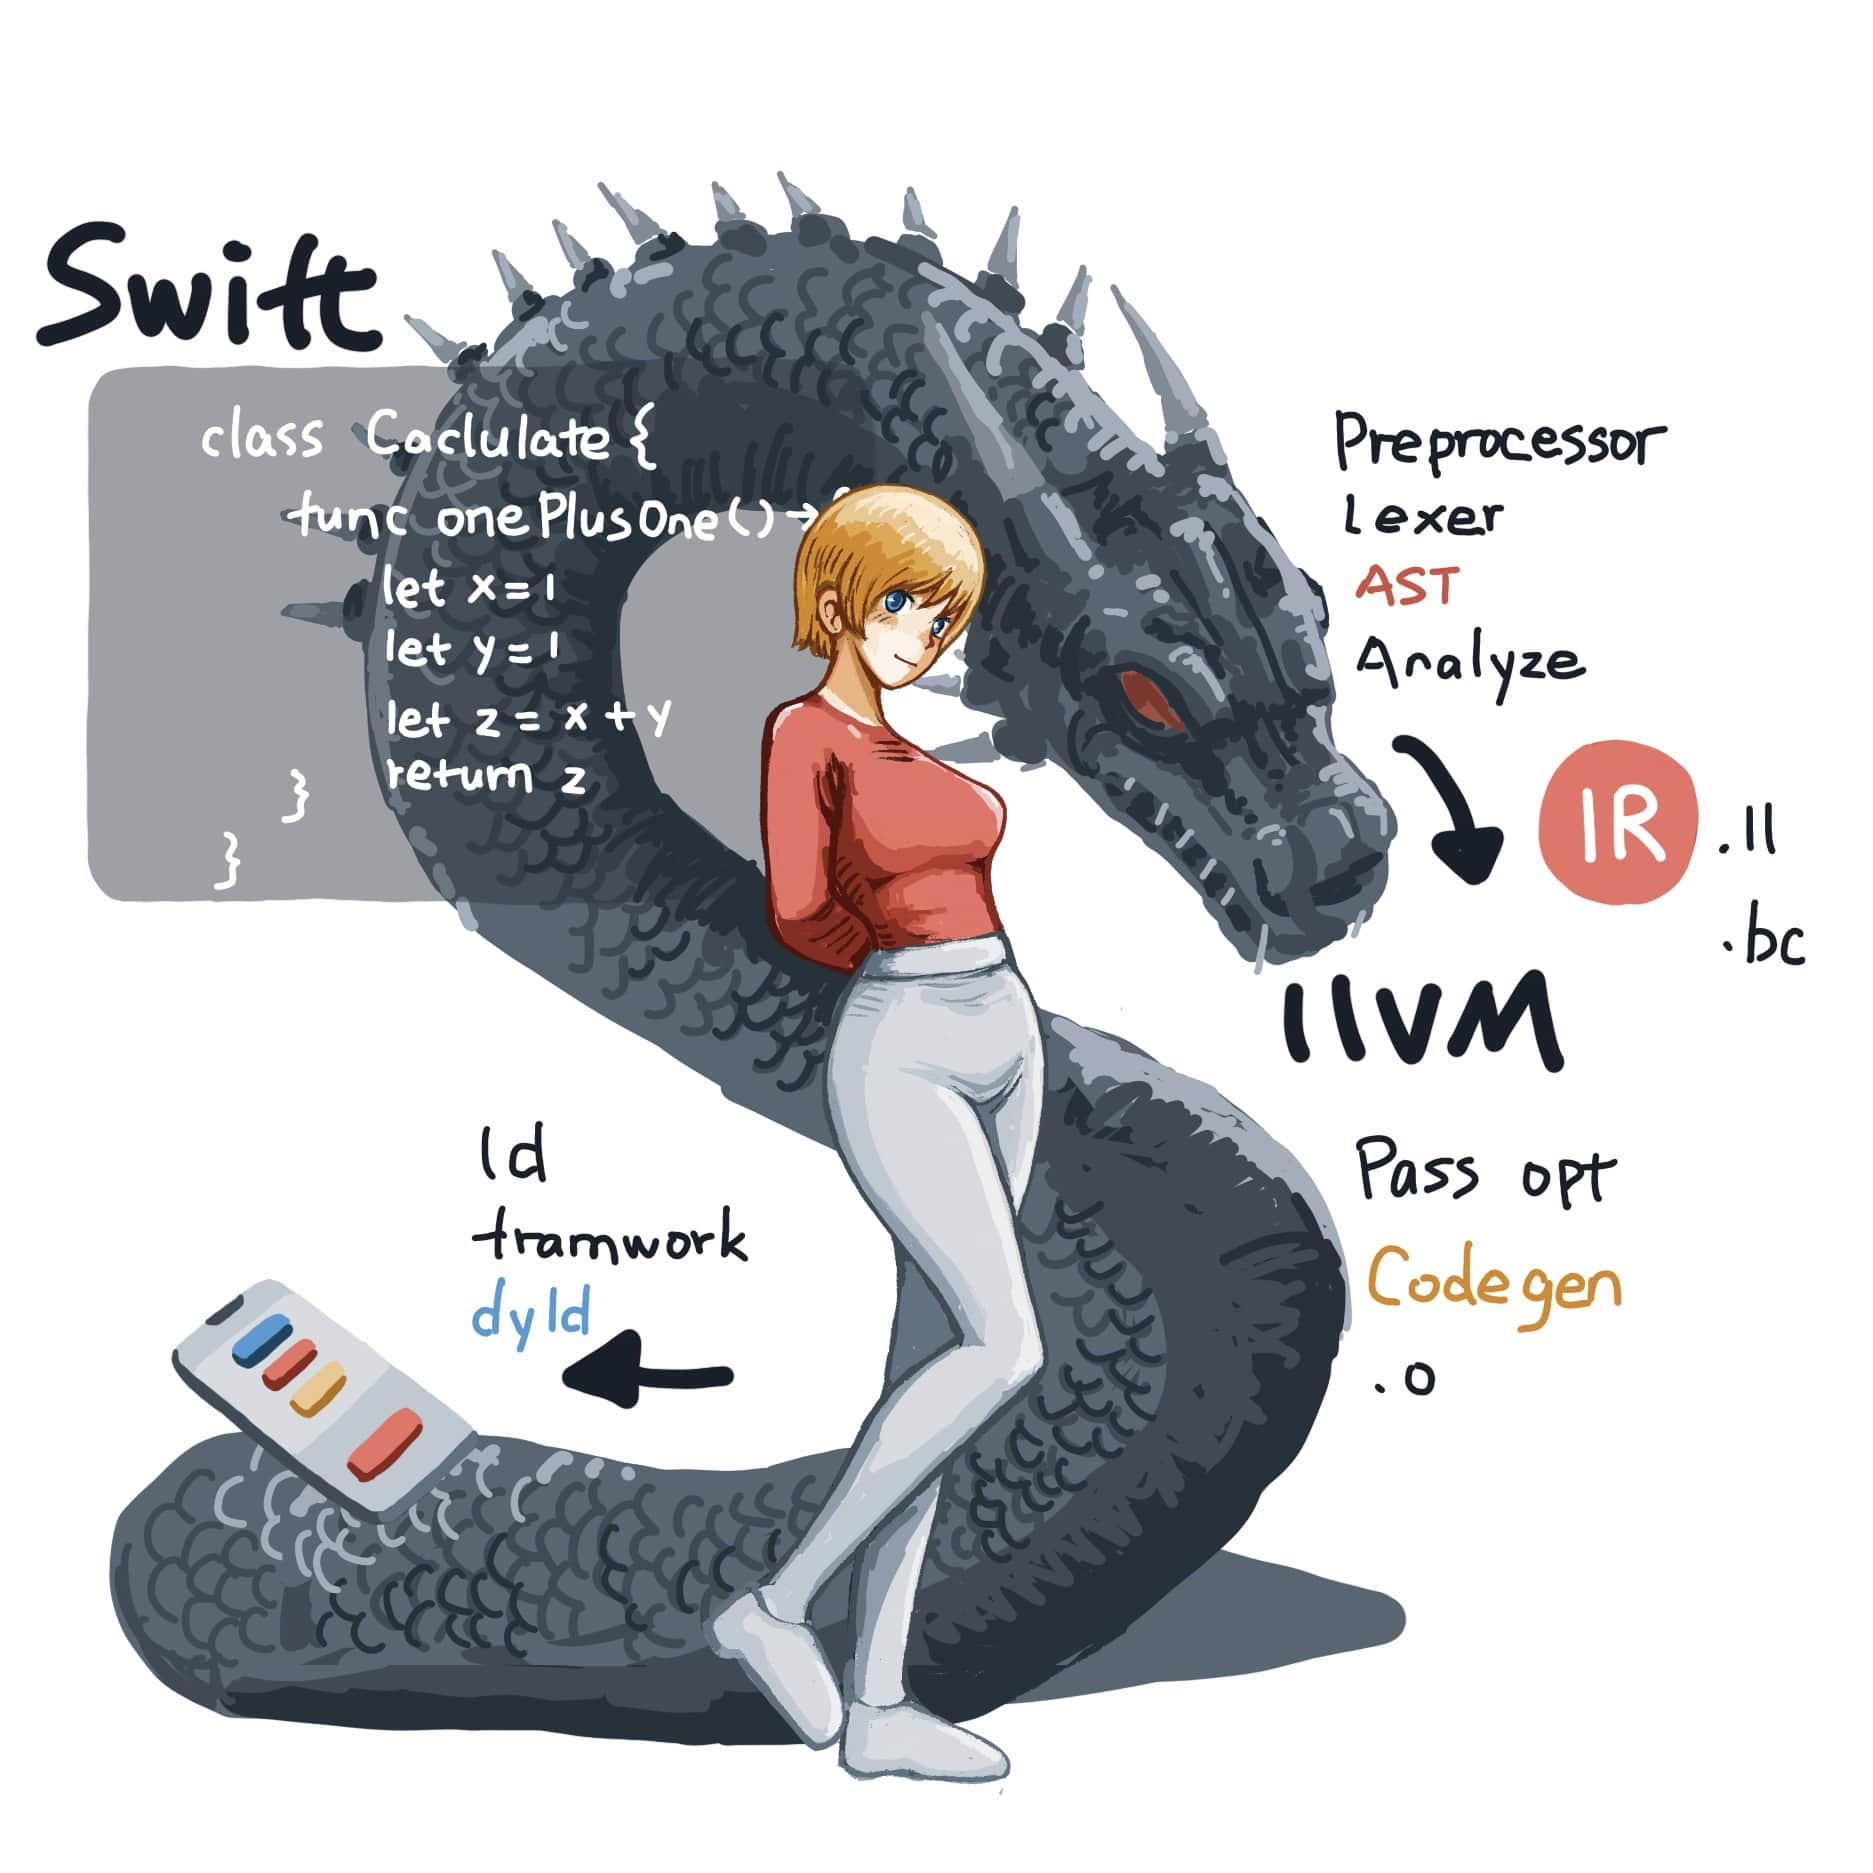 Swift
class Caclulate {
func onePlusOne() → {
let x = 1
let y = 1
let z = x + y
return z
}
}
Preprocessor
Lexer
AST
Analyze
IR
.ll
.bc
llVM
Pass opt
Codegen
.o
ld
framwork
dyld